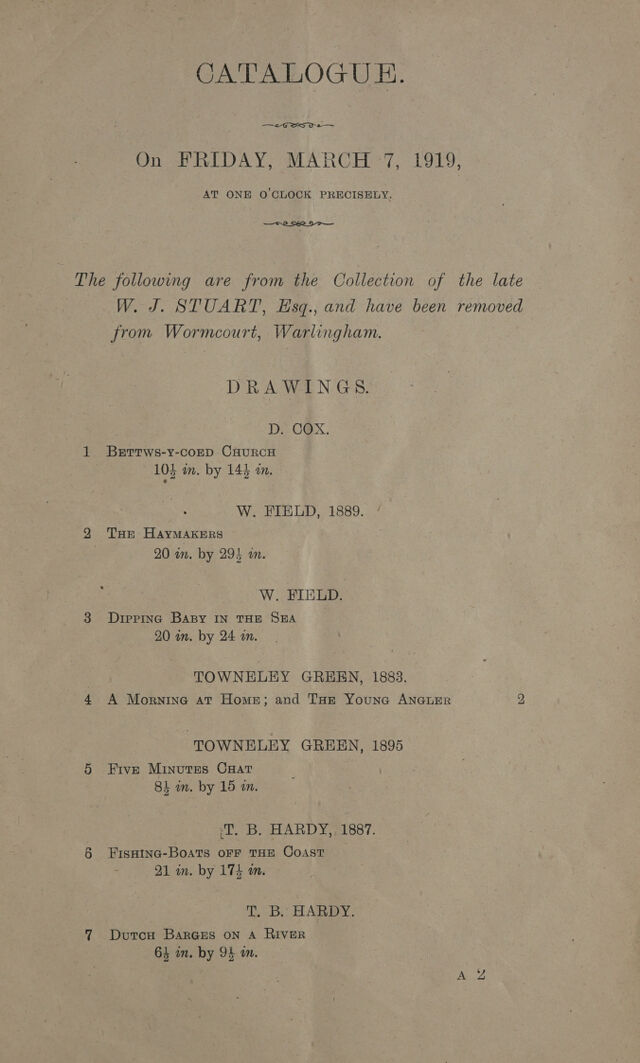 CATALOGUE.
On FRIDAY, MARCH 7, 1919,
AT ONE O'CLOCK PRECISELY.
The following are from the Collection of the late
W. J. STUART, Esq., and have been removed
from Wormcourt, Warlingham.
DRAWINGS.
D. COX.
1 BETTWS-Y-COED CHURCH
10½ in. by 14½ in.
W. FIELD, 1889.
2 THE HAYMAKERS
20 in. by 29½ in.
W. FIELD.
3 DIPPING BABY IN THE SEA
20 in. by 24 in.
TOWNELEY GREEN, 1883.
4 A MORNING AT HOME; and THE YOUNG ANGLER 2
TOWNELEY GREEN, 1895
5 FIVE MINUTES CHAT
8½ in. by 15 in.
T. B. HARDY, 1887.
6 FISHING-BOATS OFF THE COAST
21 in. by 17½ in.
T. B. HARDY.
7 DUTCH BARGES ON A RIVER
6½ in. by 9½ in.
A 2